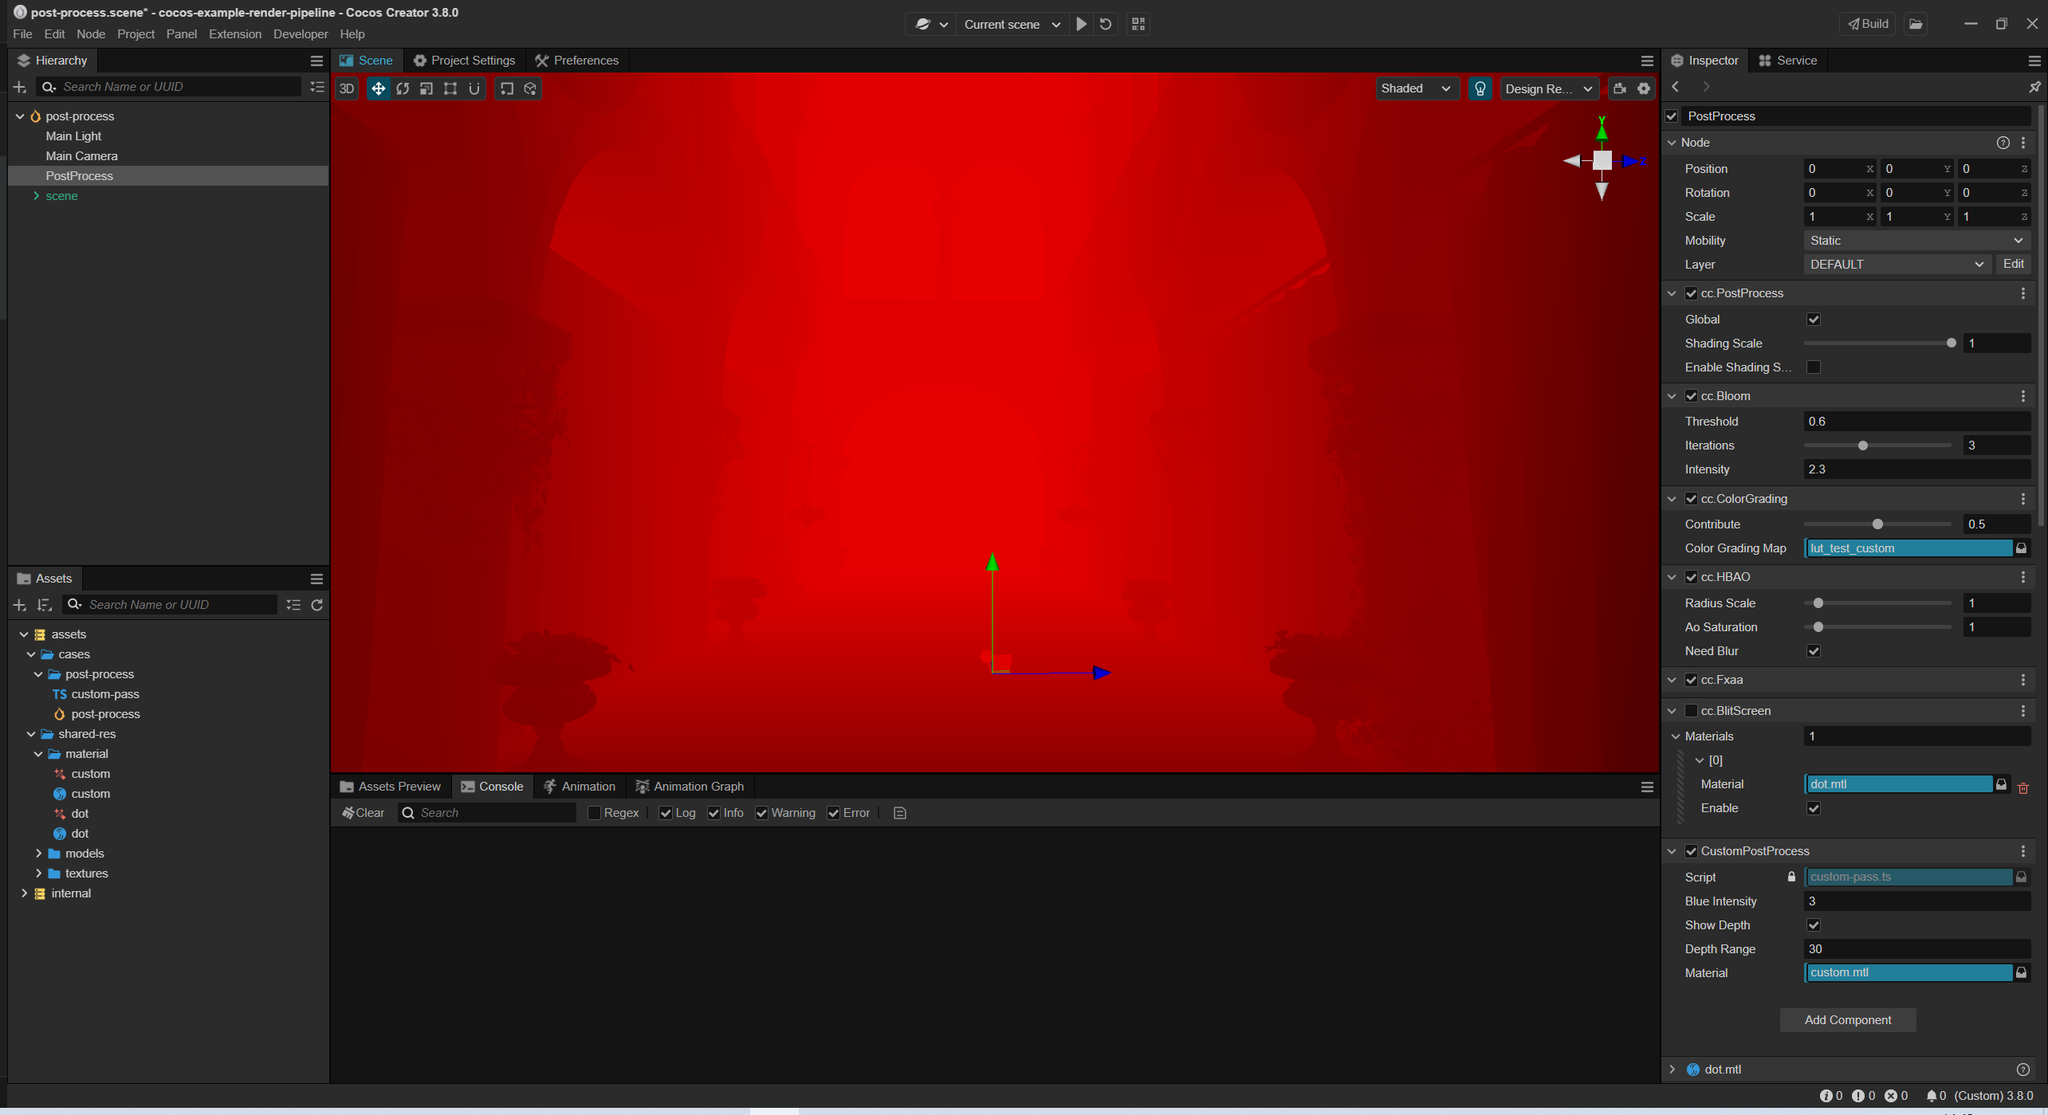 post-process.scene* - cocos-example-render-pipeline - Cocos Creator 3.8.0
File Edit Node Project Panel Extension Developer Help
Current scene
Build
Hierarchy
Search Name or UUID
post-process
Main Light
Main Camera
PostProcess
scene
Assets
Search Name or UUID
assets
cases
post-process
TS custom-pass
post-process
shared-res
material
custom
custom
dot
dot
models
textures
internal
Scene Project Settings Preferences
3D
Shaded
Design Re...
Y
Z
Assets Preview Console Animation Animation Graph
Clear Search Regex Log Info Warning Error
Inspector Service
PostProcess
Node
Position 0 X 0 Y 0 Z
Rotation 0 X 0 Y 0 Z
Scale 1 X 1 Y 1 Z
Mobility Static
Layer DEFAULT Edit
cc.PostProcess
Global
Shading Scale 1
Enable Shading S...
cc.Bloom
Threshold 0.6
Iterations 3
Intensity 2.3
cc.ColorGrading
Contribute 0.5
Color Grading Map lut_test_custom
cc.HBAO
Radius Scale 1
Ao Saturation 1
Need Blur
cc.Fxaa
cc.BlitScreen
Materials 1
[0]
Material dot.mtl
Enable
CustomPostProcess
Script custom-pass.ts
Blue Intensity 3
Show Depth
Depth Range 30
Material custom.mtl
Add Component
dot.mtl
0 0 0 0 (Custom) 3.8.0